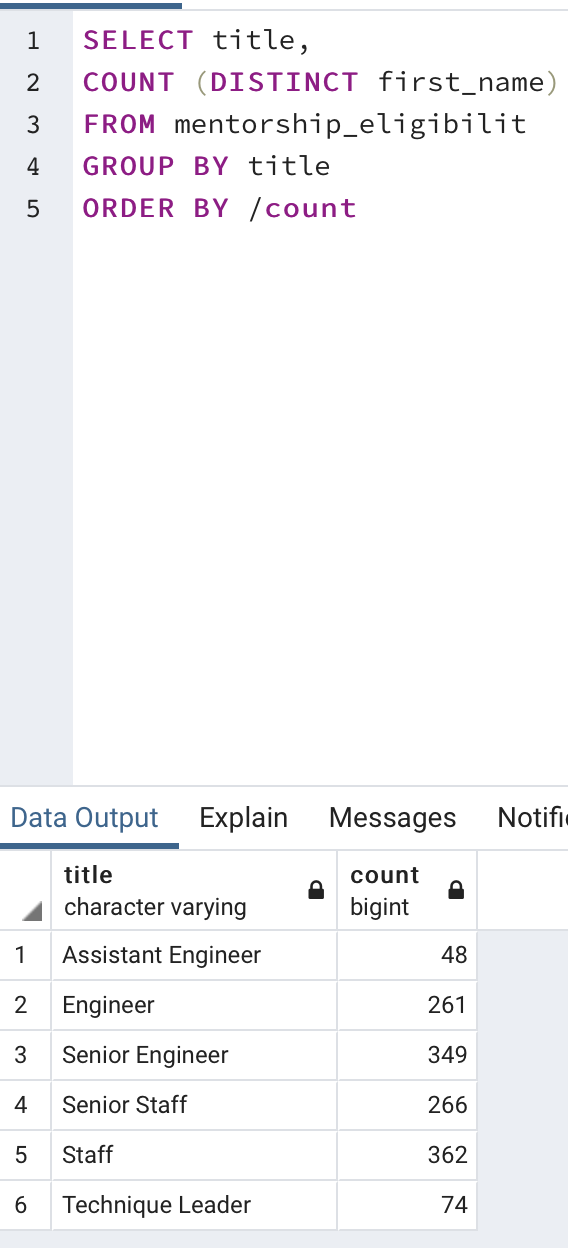 1 SELECT title,
2 COUNT (DISTINCT first_name)
3 FROM mentorship_eligibilit
4 GROUP BY title
5 ORDER BY /count
Data Output Explain Messages Notifi
title count
character varying bigint
1 Assistant Engineer 48
2 Engineer 261
3 Senior Engineer 349
4 Senior Staff 266
5 Staff 362
6 Technique Leader 74